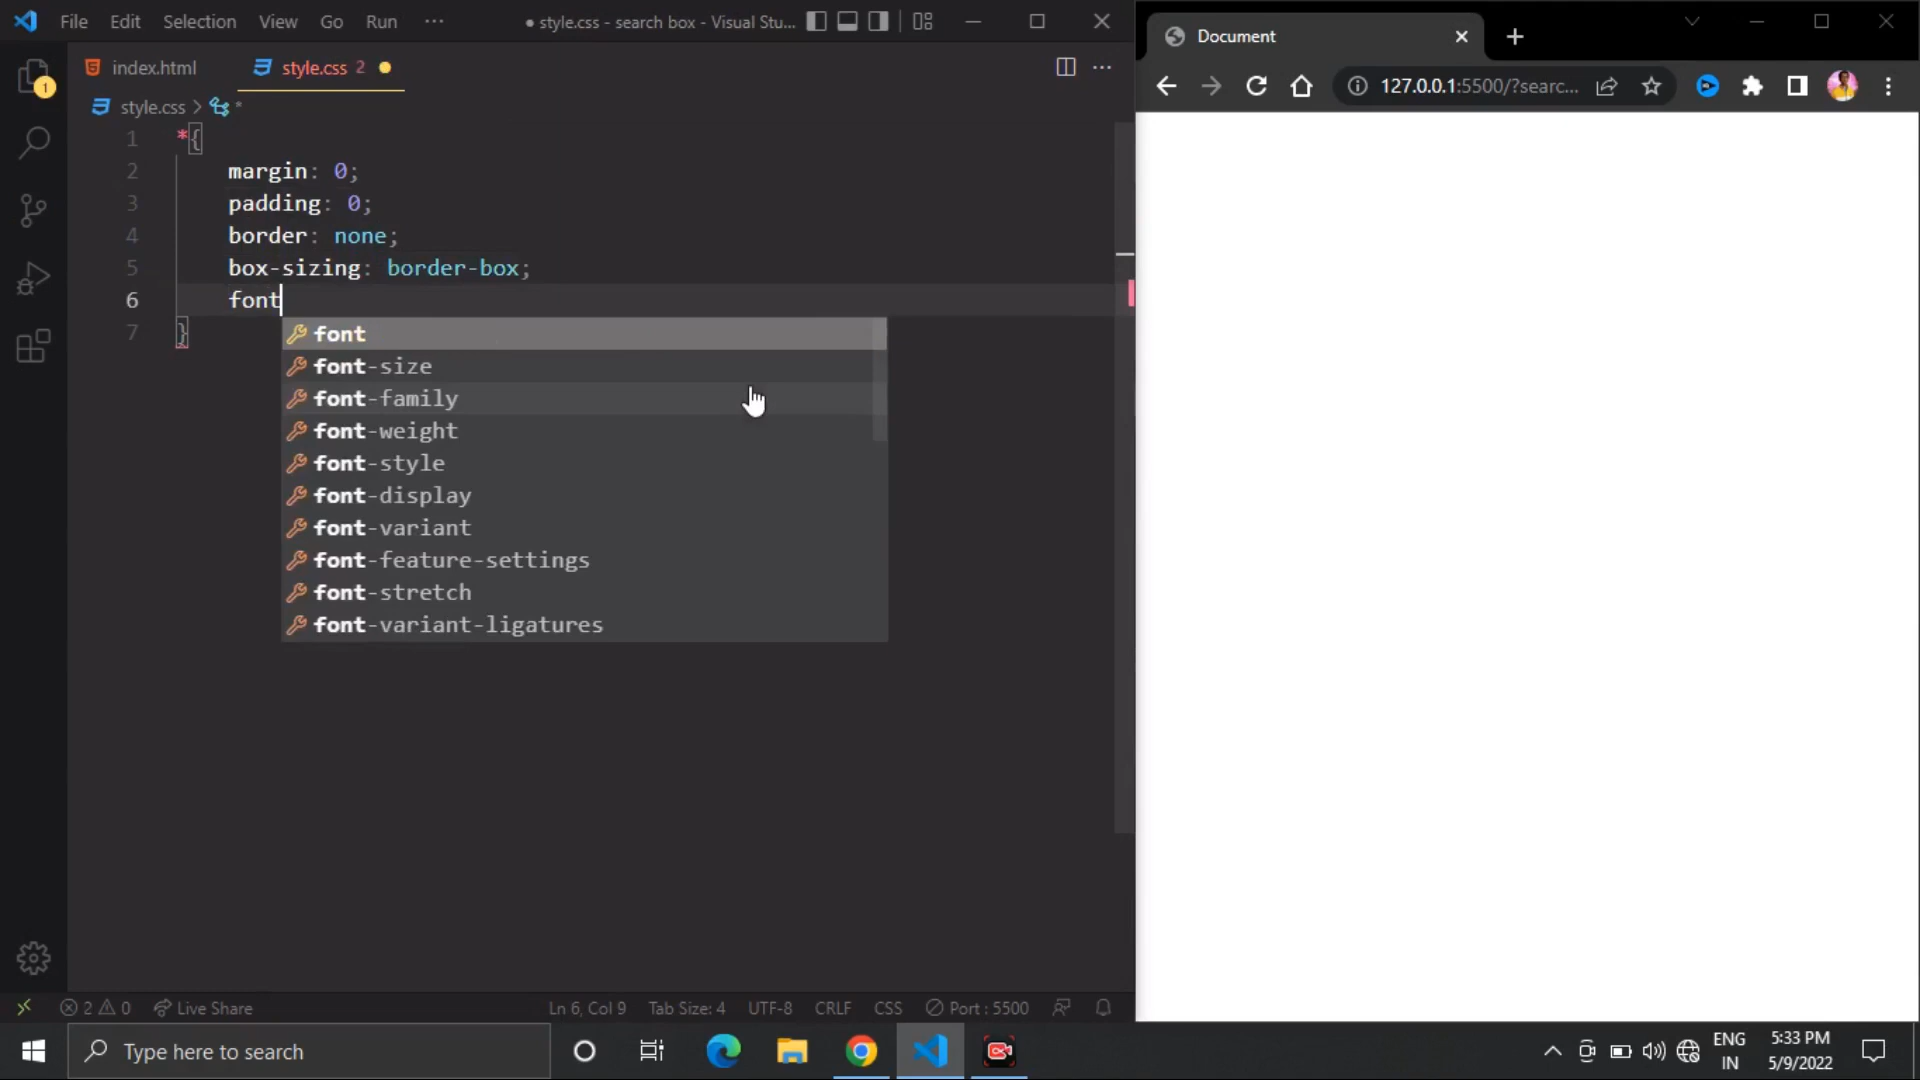 File Edit Selection View Go Run ··· ● style.css - search box - Visual Stu...
index.html style.css 2
style.css > *
1 *{
2 margin: 0;
3 padding: 0;
4 border: none;
5 box-sizing: border-box;
6 font
7 }
font
font-size
font-family
font-weight
font-style
font-display
font-variant
font-feature-settings
font-stretch
font-variant-ligatures
1
2 0 Live Share Ln 6, Col 9 Tab Size: 4 UTF-8 CRLF CSS Port : 5500
Document
127.0.0.1:5500/?searc...
Type here to search
ENG
IN
5:33 PM
5/9/2022